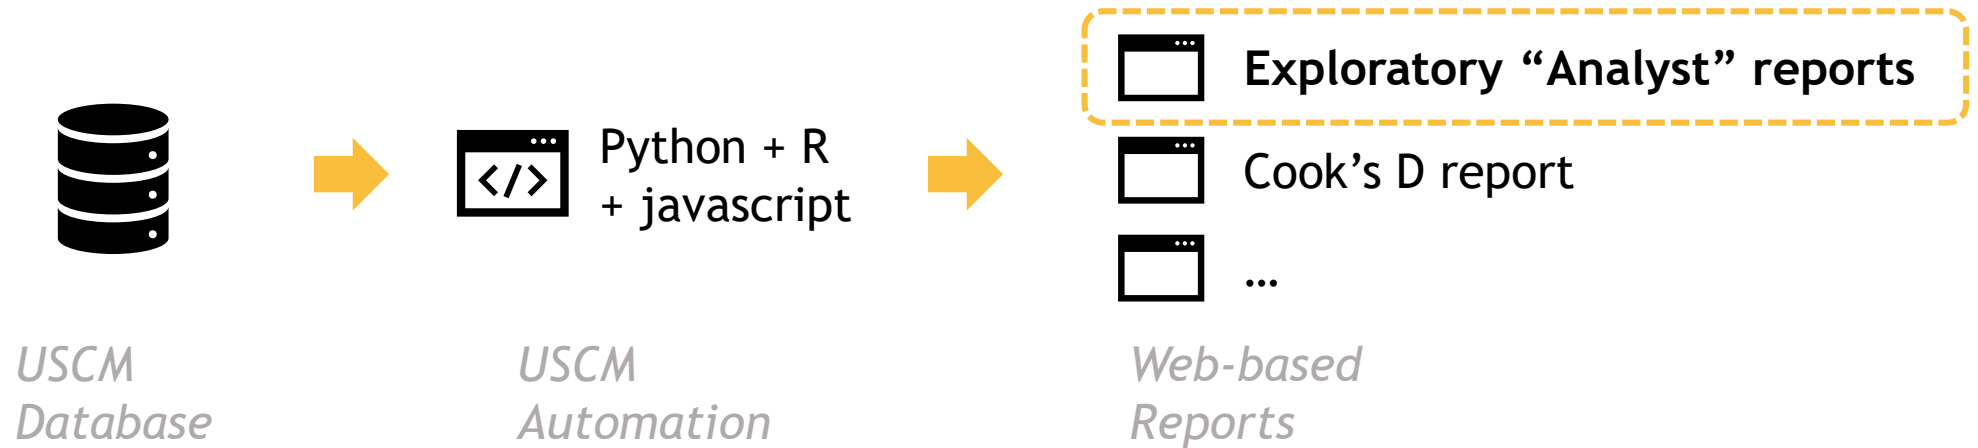 Exploratory “Analyst” reports
Python + R
+ javascript
</>
Cook’s D report
…
USCM
Database
USCM
Automation
Web-based
Reports